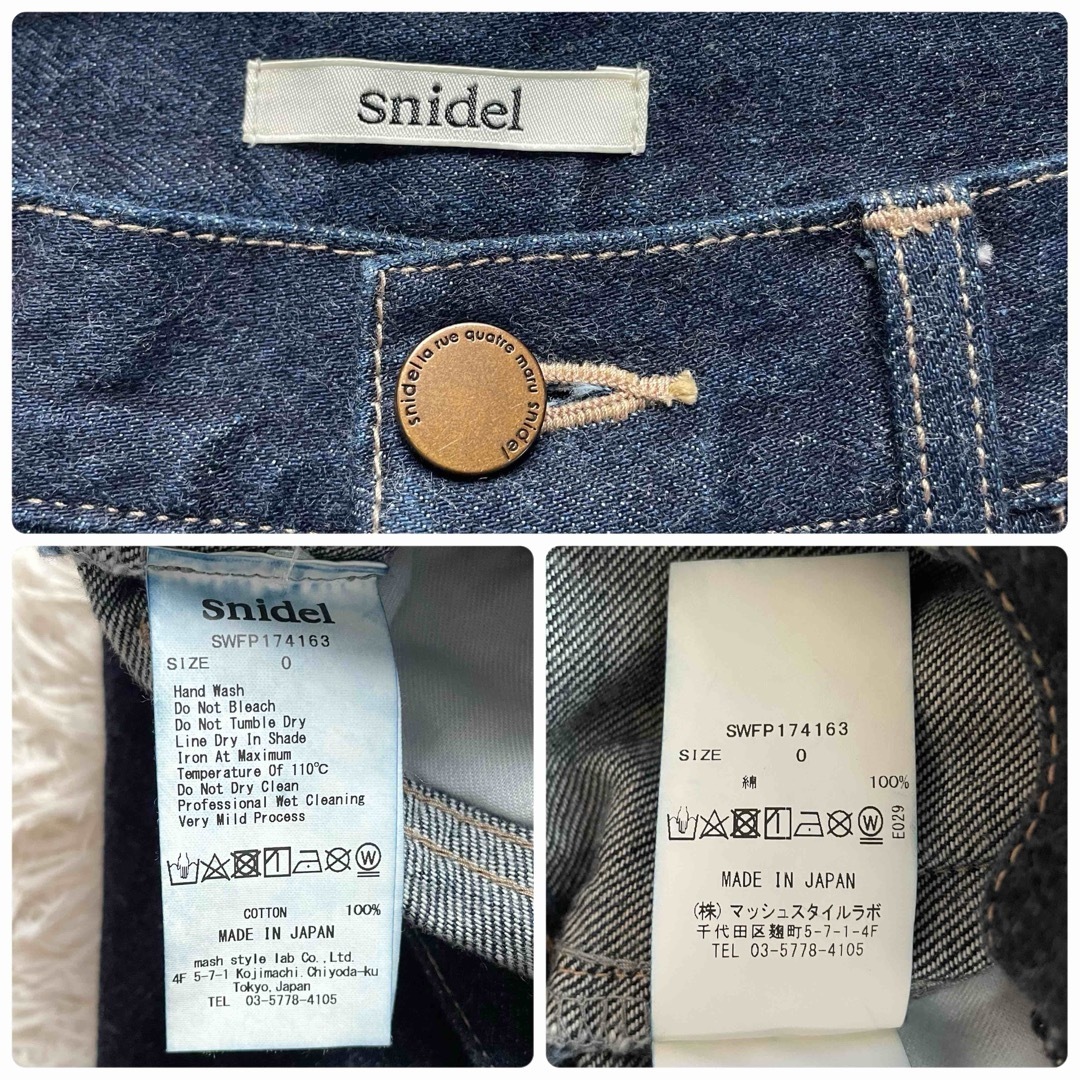 snidel
snidel la rue quatre maru snidel
snidel
SWFP174163
SIZE 0
Hand Wash
Do Not Bleach
Do Not Tumble Dry
Line Dry In Shade
Iron At Maximum
Temperature Of 110℃
Do Not Dry Clean
Professional Wet Cleaning
Very Mild Process
W
COTTON 100%
MADE IN JAPAN
mash style lab Co.,Ltd.
4F 5-7-1 Kojimachi.Chiyoda-ku
Tokyo,Japan
TEL 03-5778-4105
SWFP174163
SIZE 0
綿 100%
W
E029
MADE IN JAPAN
(株) マッシュスタイルラボ
千代田区麹町5-7-1-4F
TEL 03-5778-4105